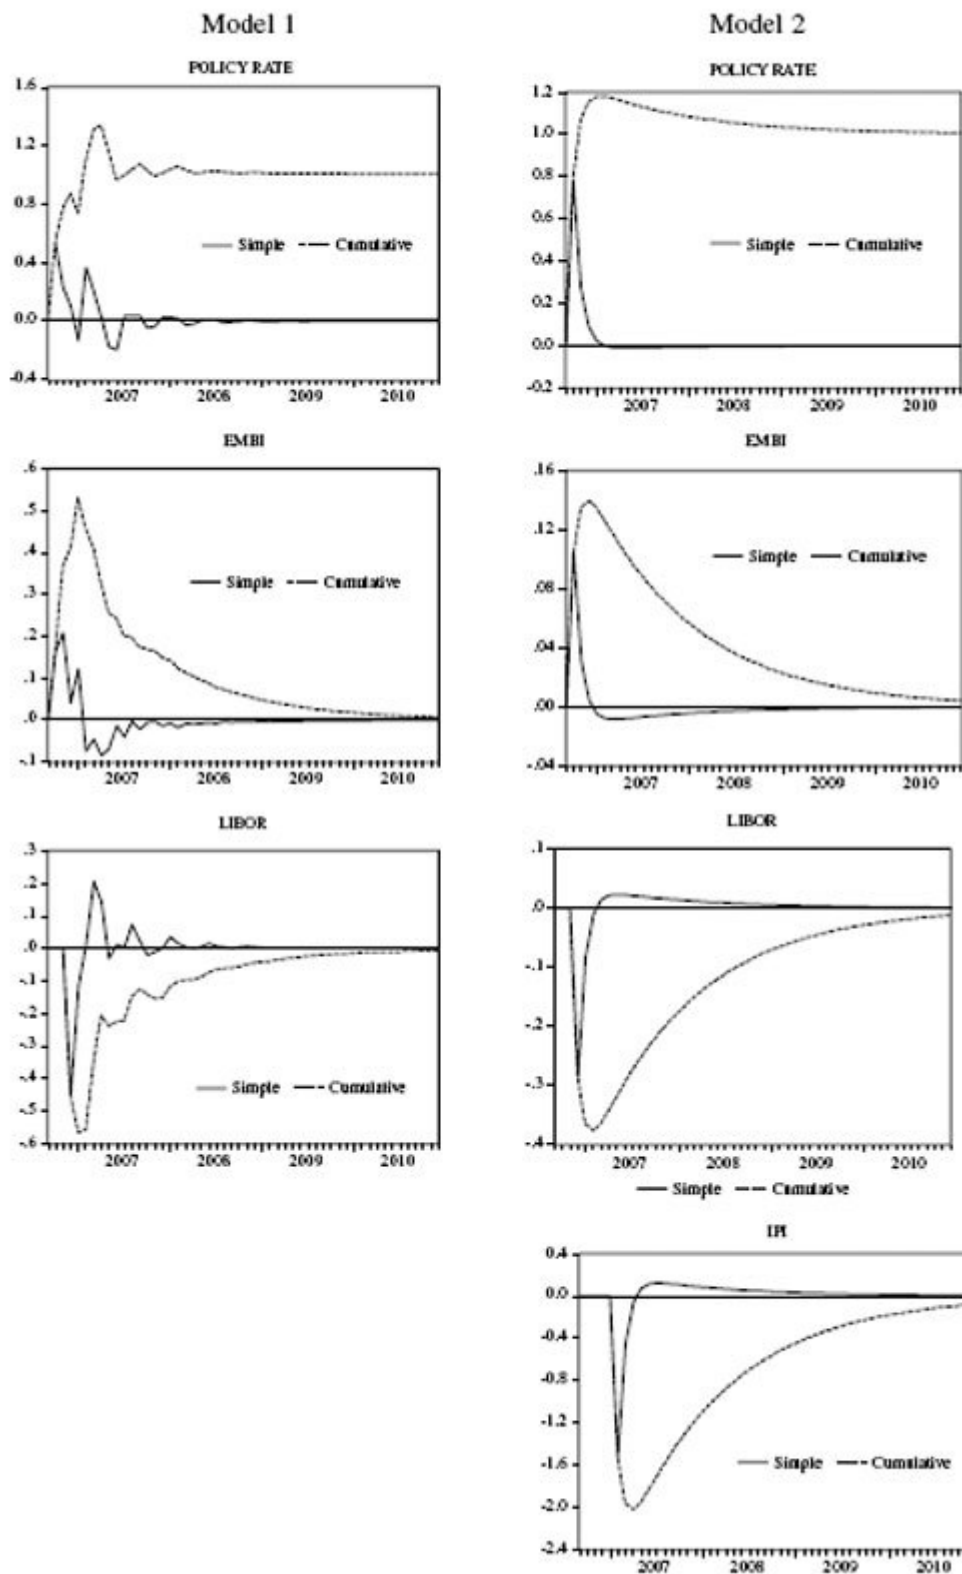 Model 1
Model 2
POLICY RATE
1.6
1.2
0.8
0.4
0.0
-0.4
Simple
Cumulative
2007 2008 2009 2010
POLICY RATE
1.2
1.0
0.8
0.6
0.4
0.2
0.0
-0.2
Simple
Cumulative
2007 2008 2009 2010
EMBI
.6
.5
.4
.3
.2
.1
.0
-.1
Simple
Cumulative
2007 2008 2009 2010
EMBI
.16
.12
.08
.04
.00
-.04
Simple
Cumulative
2007 2008 2009 2010
LIBOR
.3
.2
.1
.0
-.1
-.2
-.3
-.4
-.5
-.6
Simple
Cumulative
2007 2008 2009 2010
LIBOR
.1
.0
-.1
-.2
-.3
-.4
2007 2008 2009 2010
Simple
Cumulative
IPI
0.4
0.0
-0.4
-0.8
-1.2
-1.6
-2.0
-2.4
Simple
Cumulative
2007 2008 2009 2010